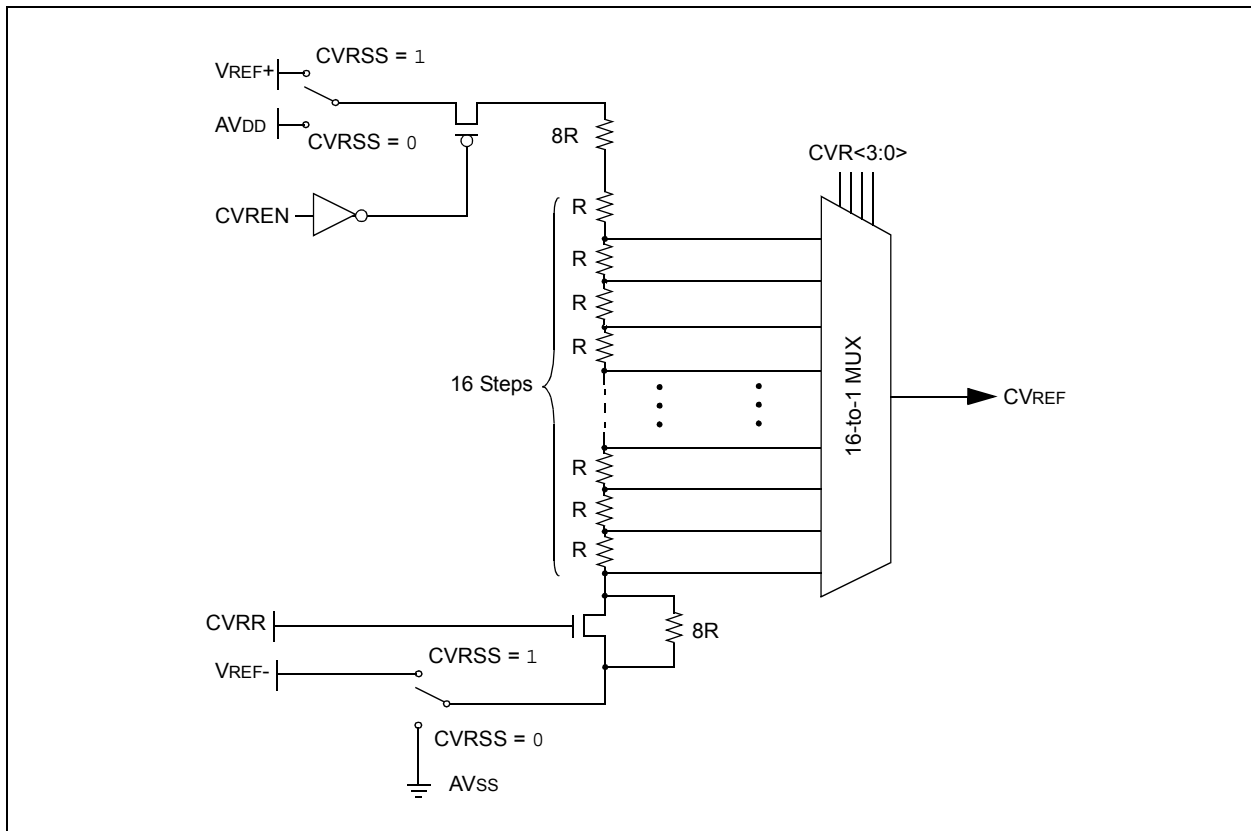 CVRSS = 1
VREF+
AVDD
CVRSS = 0
8R
CVR<3:0>
CVREN
R
R
R
R
16 Steps
16-to-1 MUX
CVREF
R
R
R
CVRR
8R
CVRSS = 1
VREF-
CVRSS = 0
AVSS